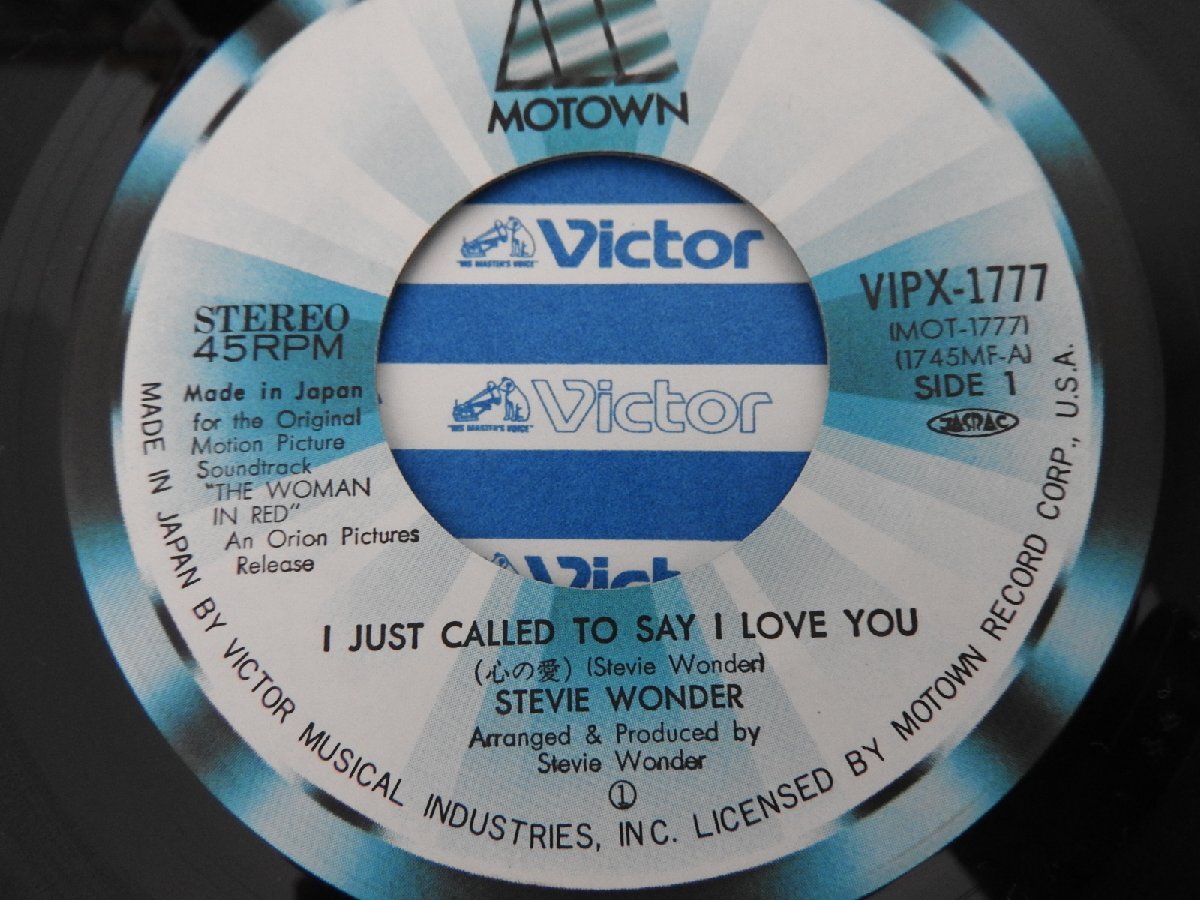 MOTOWN
Victor
"HIS MASTER'S VOICE"
Victor
"HIS MASTER'S VOICE"
Victor
STEREO
45RPM
Made in Japan
for the Original
Motion Picture
Soundtrack
"THE WOMAN
IN RED"
An Orion Pictures
Release
VIPX-1777
(MOT-1777)
(1745MF-A)
SIDE 1
JASRAC
I JUST CALLED TO SAY I LOVE YOU
(心の愛) (Stevie Wonder)
STEVIE WONDER
Arranged & Produced by
Stevie Wonder
①
MADE IN JAPAN BY VICTOR MUSICAL INDUSTRIES, INC. LICENSED BY MOTOWN RECORD CORP., U.S.A.